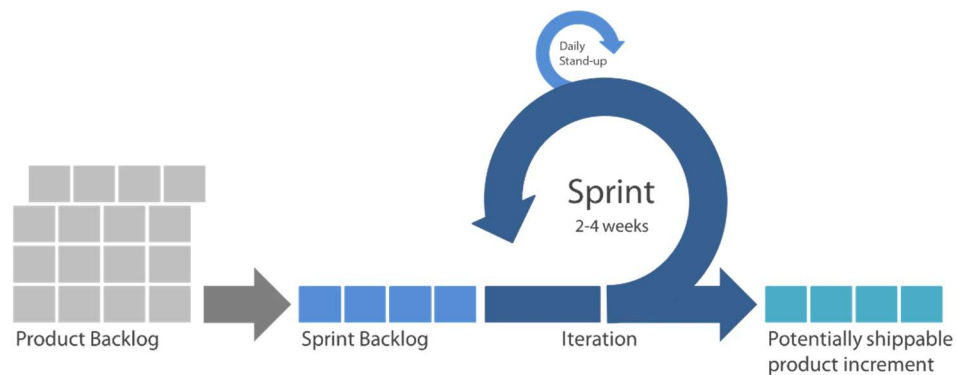 Daily
Stand-up
Sprint
2-4 weeks
Product Backlog
Sprint Backlog
Iteration
Potentially shippable
product increment